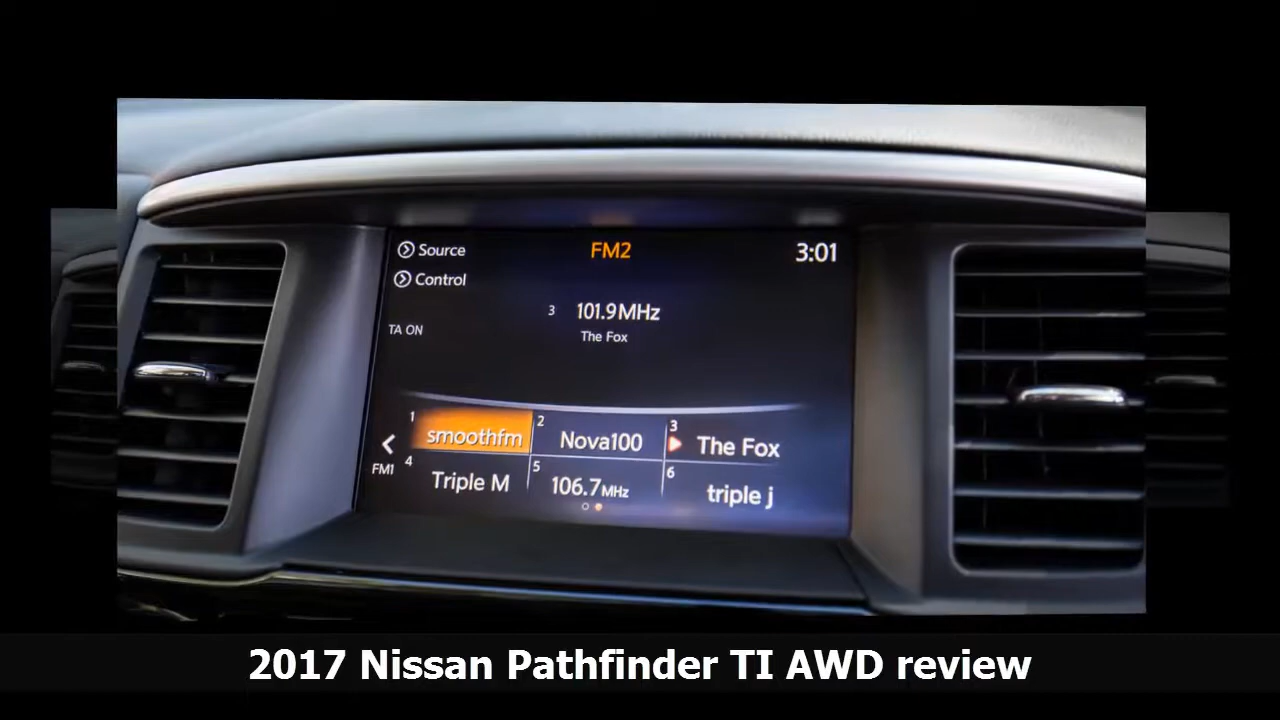 Source
FM2
3:01
Control
3 101.9MHz
TA ON
The Fox
1 smoothfm
2 Nova100
3 The Fox
FM1
4 Triple M
5 106.7MHz
6 triple j
2017 Nissan Pathfinder TI AWD review